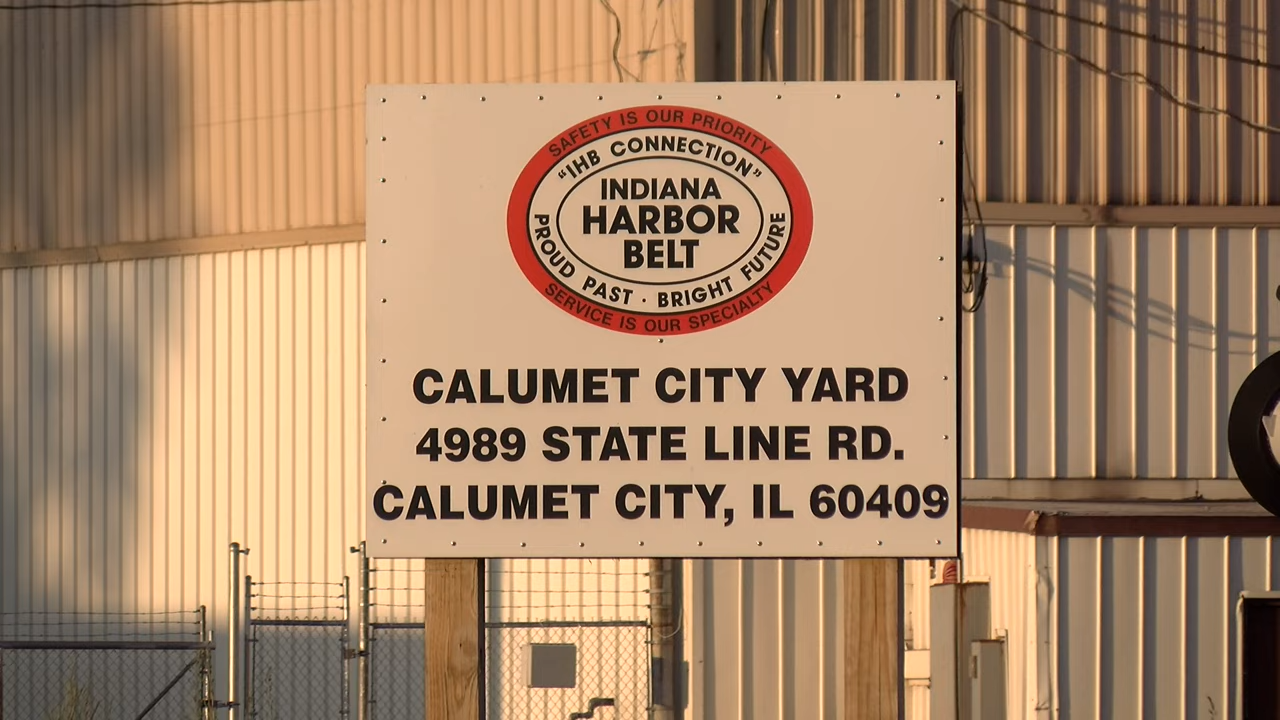 SAFETY IS OUR PRIORITY
"IHB CONNECTION"
INDIANA
HARBOR
BELT
PROUD PAST · BRIGHT FUTURE
SERVICE IS OUR SPECIALTY
CALUMET CITY YARD
4989 STATE LINE RD.
CALUMET CITY, IL 60409